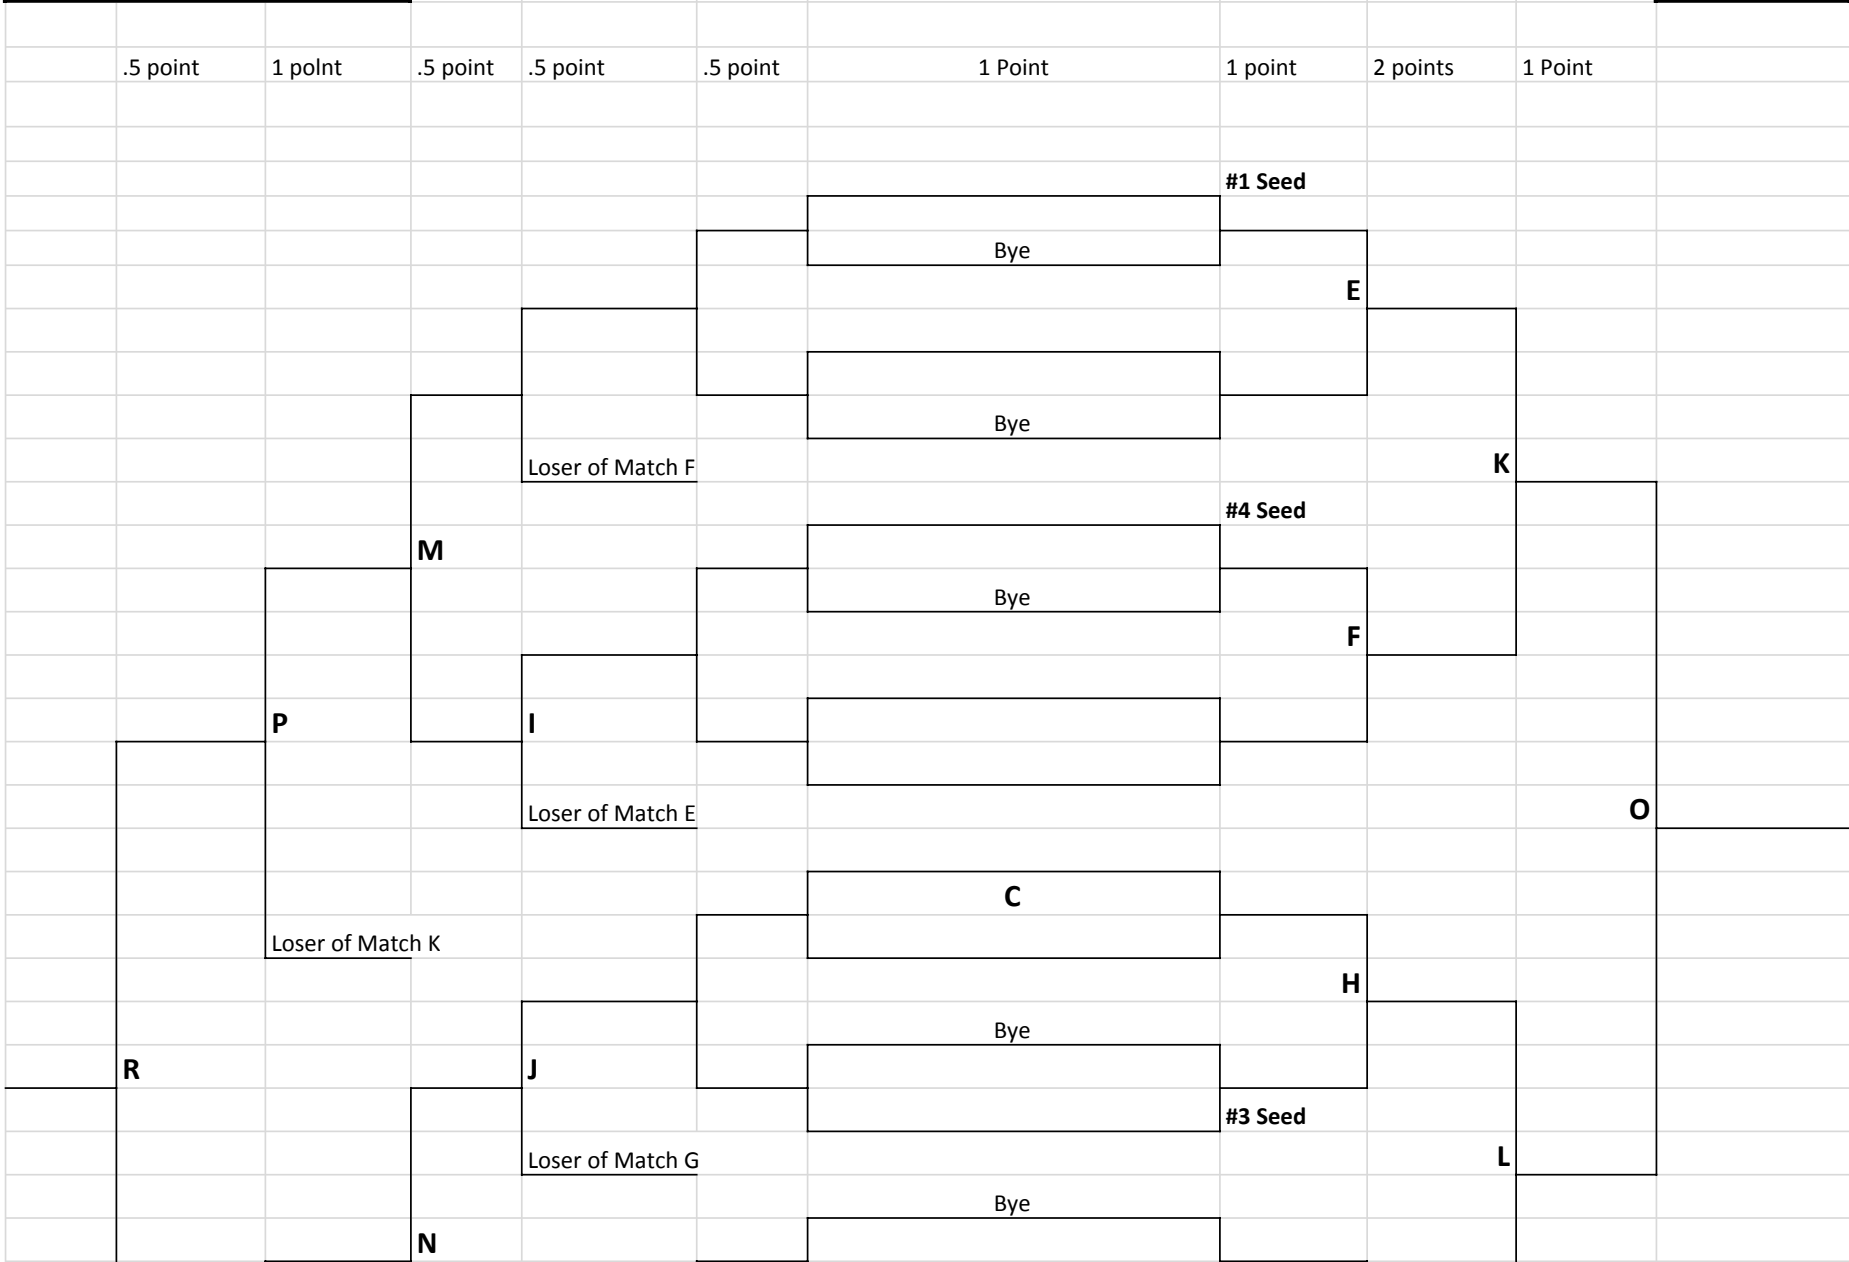 .5 point 1 poInt .5 point .5 point .5 point 1 Point 1 point 2 points 1 Point
#1 Seed
Bye
E
Bye
Loser of Match F K
#4 Seed
M
Bye
F
P I
Loser of Match E O
C
Loser of Match K
H
Bye
R J
#3 Seed
Loser of Match G L
Bye
N